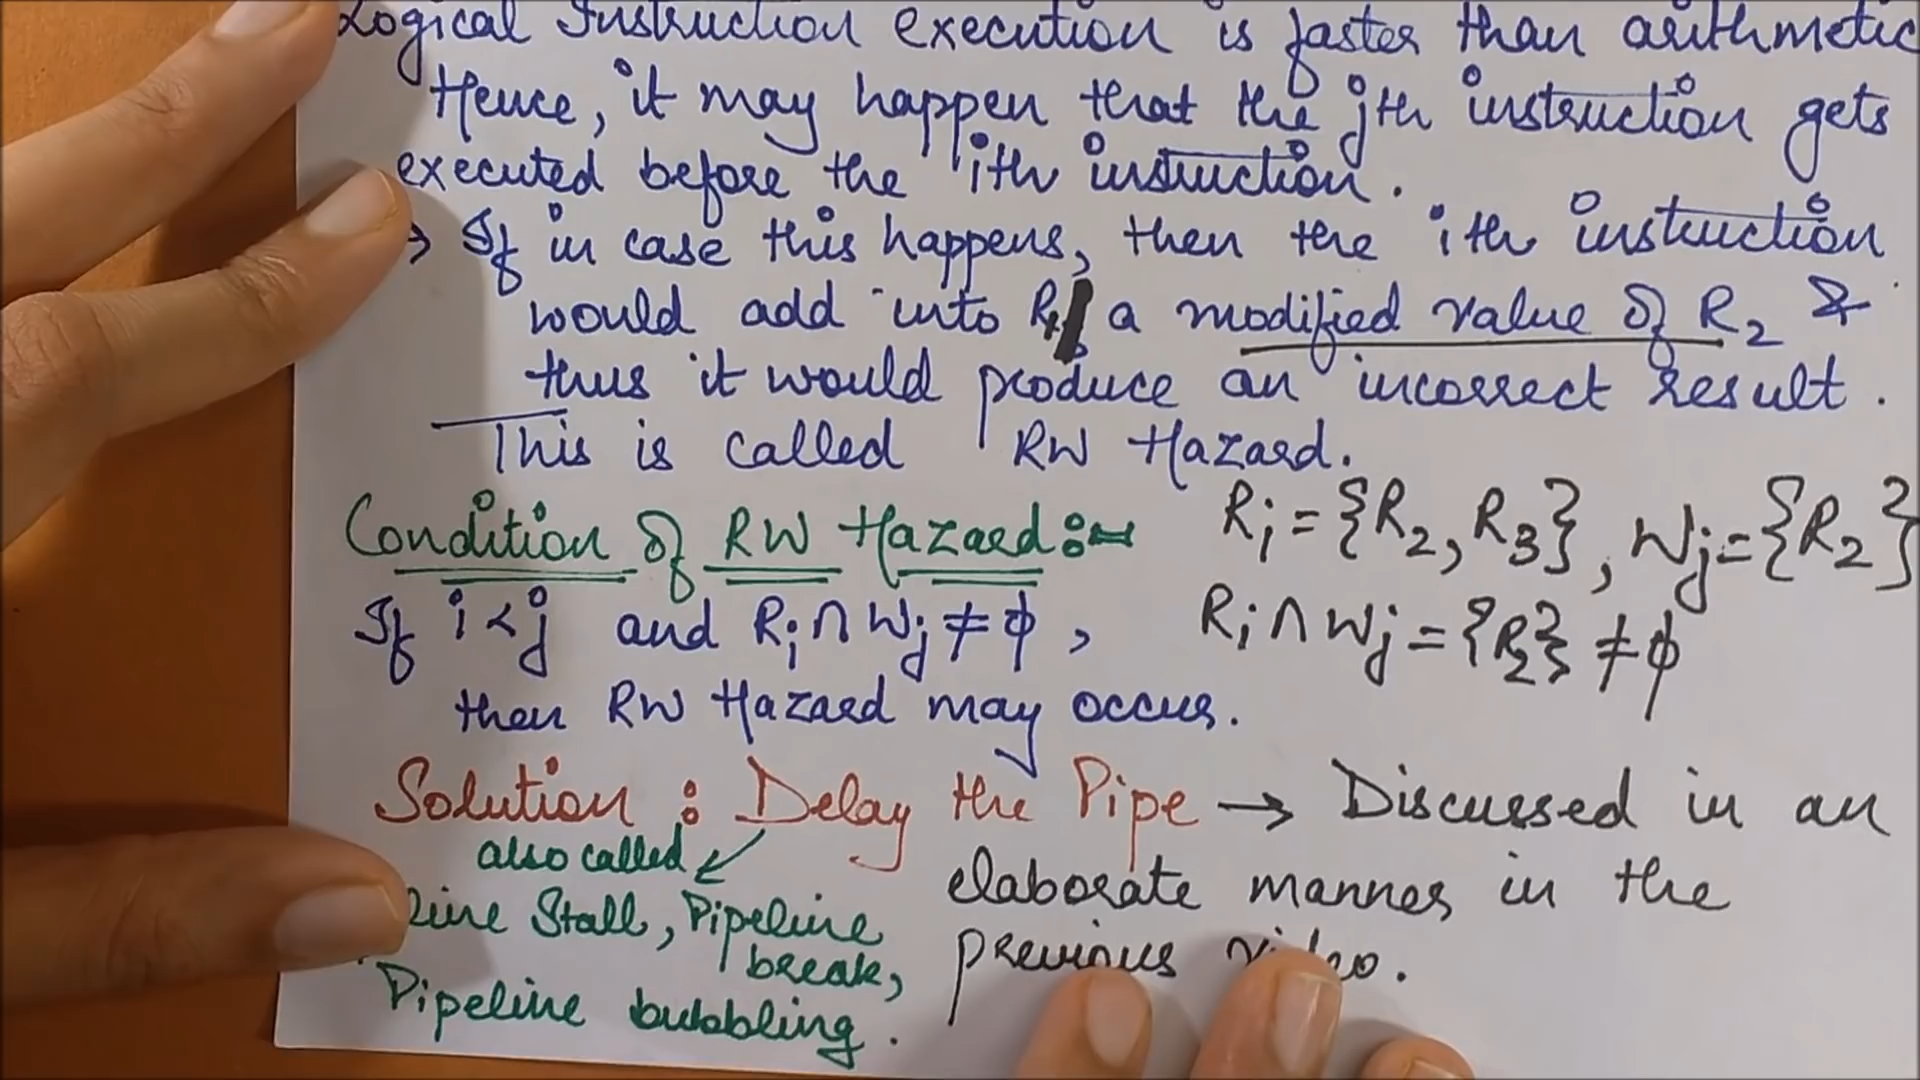 Logical Instruction execution is faster than arithmetic
Hence, it may happen that the jth instruction gets
executed before the ith instruction.
→ If in case this happens, then the ith instruction
would add into R1 a modified value of R2 &
thus it would produce an incorrect result.
This is called RW Hazard.
Condition of RW Hazard :-
Ri = {R2, R3}, Wj = {R2}
If i < j and Ri ∩ Wj ≠ ϕ,
Ri ∩ Wj = {R2} ≠ ϕ
then RW Hazard may occur.
Solution : Delay the Pipe → Discussed in an
elaborate manner in the
previous video.
also called
line Stall, Pipeline
break,
Pipeline bubbling.